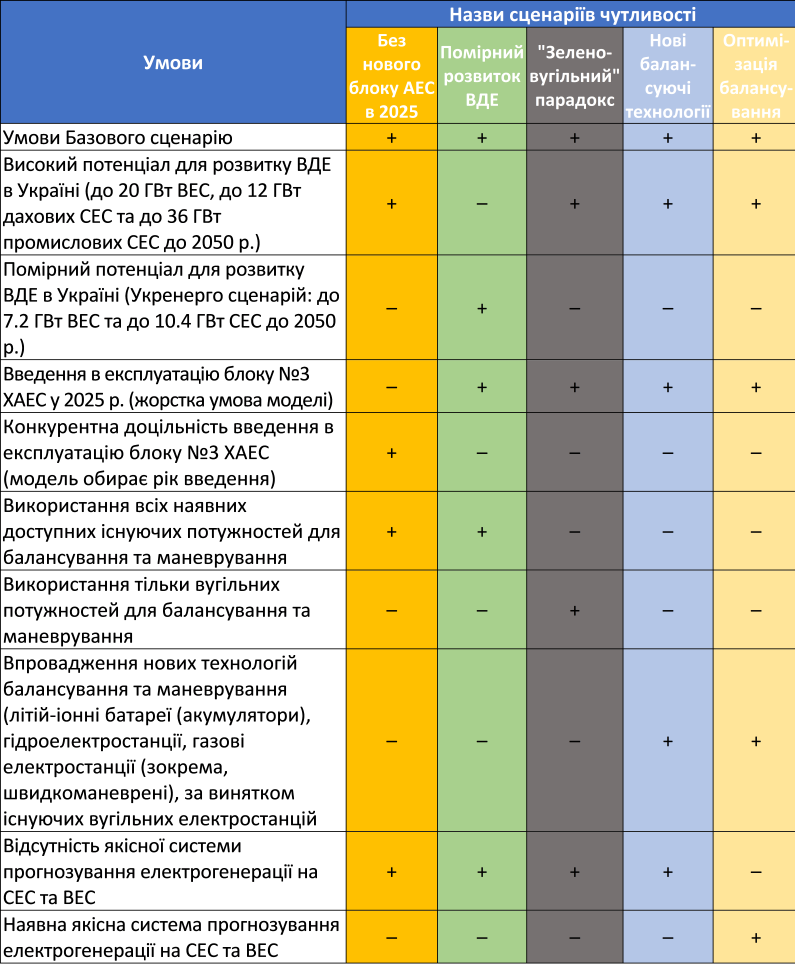 Умови
Назви сценаріїв чутливості
Без
нового
блоку АЕС
в 2025
Помірний
розвиток
ВДЕ
"Зелено-
вугільний"
парадокс
Нові
балан-
суючі
технології
Оптимі-
зація
балансу-
вання
Умови Базового сценарію
+ + + + +
Високий потенціал для розвитку ВДЕ
в Україні (до 20 ГВт ВЕС, до 12 ГВт
дахових СЕС та до 36 ГВт
промислових СЕС до 2050 р.)
+ – + + +
Помірний потенціал для розвитку
ВДЕ в Україні (Укренерго сценарій: до
7.2 ГВт ВЕС та до 10.4 ГВт СЕС до 2050
р.)
– + – – –
Введення в експлуатацію блоку №3
ХАЕС у 2025 р. (жорстка умова моделі)
– + + + +
Конкурентна доцільність введення в
експлуатацію блоку №3 ХАЕС
(модель обирає рік введення)
+ – – – –
Використання всіх наявних
доступних існуючих потужностей для
балансування та маневрування
+ + – – –
Використання тільки вугільних
потужностей для балансування та
маневрування
– – + – –
Впровадження нових технологій
балансування та маневрування
(літій-іонні батареї (акумулятори),
гідроелектростанції, газові
електростанції (зокрема,
швидкоманеврені), за винятком
існуючих вугільних електростанцій
– – – + +
Відсутність якісної системи
прогнозування електрогенерації на
СЕС та ВЕС
+ + + + –
Наявна якісна система прогнозування
електрогенерації на СЕС та ВЕС
– – – – +